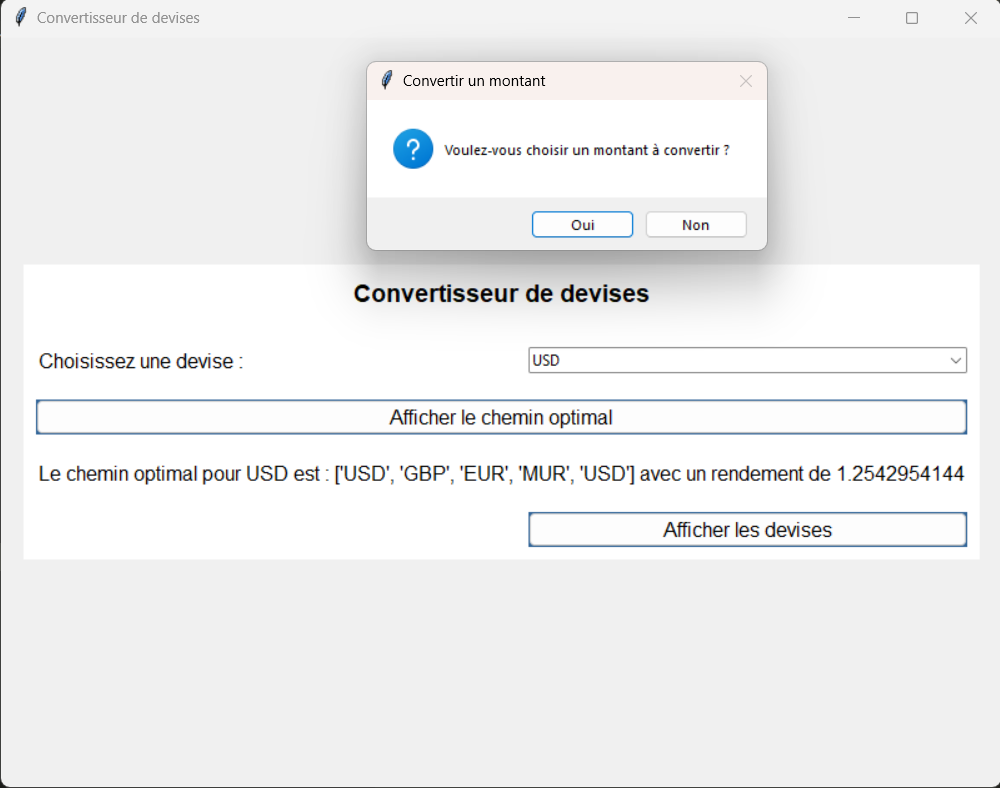 Convertisseur de devises
Convertir un montant
Voulez-vous choisir un montant à convertir ?
Oui
Non
Convertisseur de devises
Choisissez une devise :
USD
Afficher le chemin optimal
Le chemin optimal pour USD est : ['USD', 'GBP', 'EUR', 'MUR', 'USD'] avec un rendement de 1.2542954144
Afficher les devises